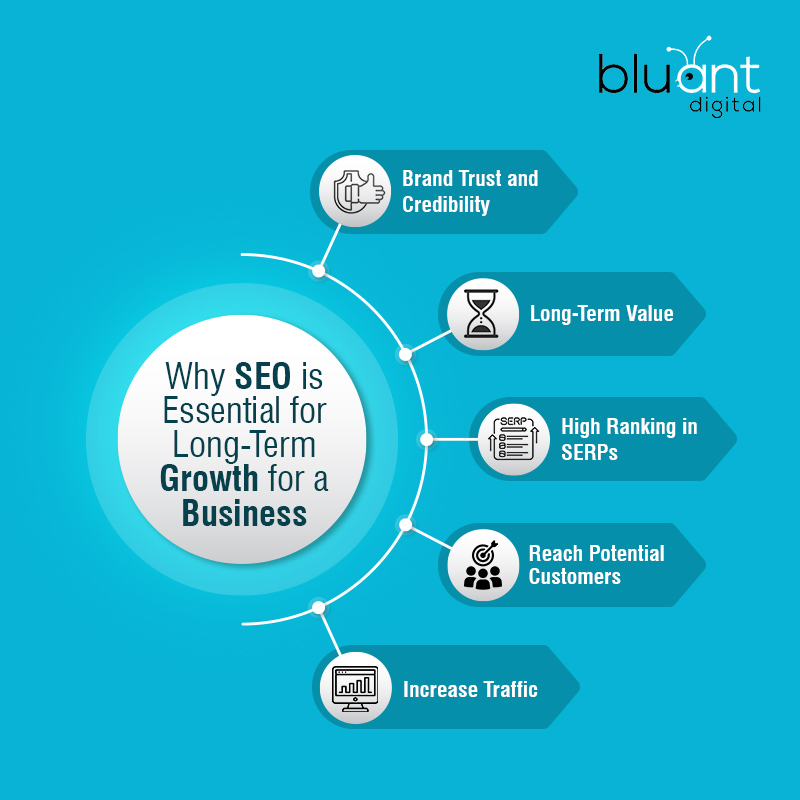 bluant
digital
Brand Trust and
Credibility
Long-Term Value
Why SEO is
Essential for
Long-Term
Growth for a
Business
SERP
High Ranking in
SERPs
Reach Potential
Customers
Increase Traffic